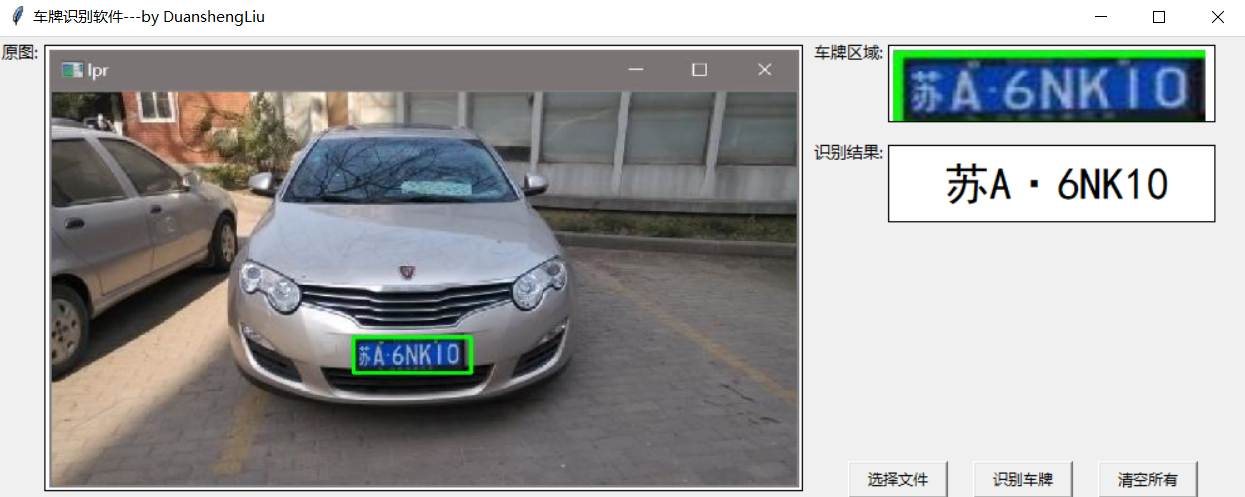 车牌识别软件---by DuanshengLiu
原图:
lpr
苏A·6NK10
车牌区域:
苏A·6NK10
识别结果:
苏A·6NK10
选择文件
识别车牌
清空所有